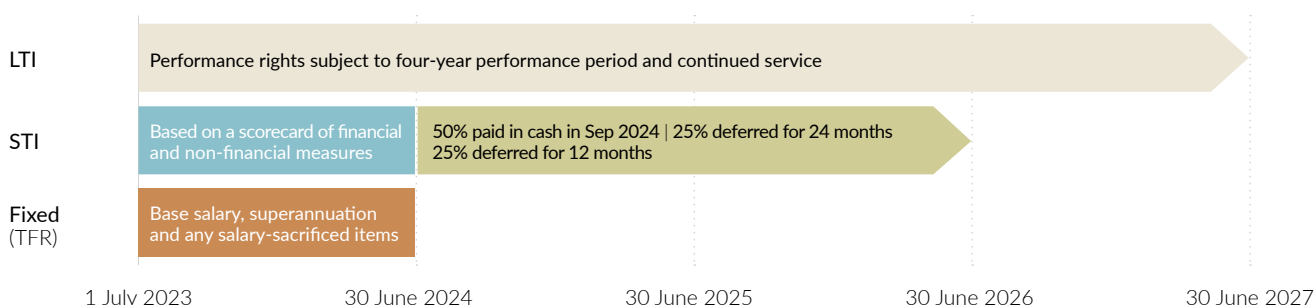 LTI
Performance rights subject to four-year performance period and continued service
STI
Based on a scorecard of financial
and non-financial measures
50% paid in cash in Sep 2024 | 25% deferred for 24 months
25% deferred for 12 months
Fixed
(TFR)
Base salary, superannuation
and any salary-sacrificed items
1 July 2023
30 June 2024
30 June 2025
30 June 2026
30 June 2027